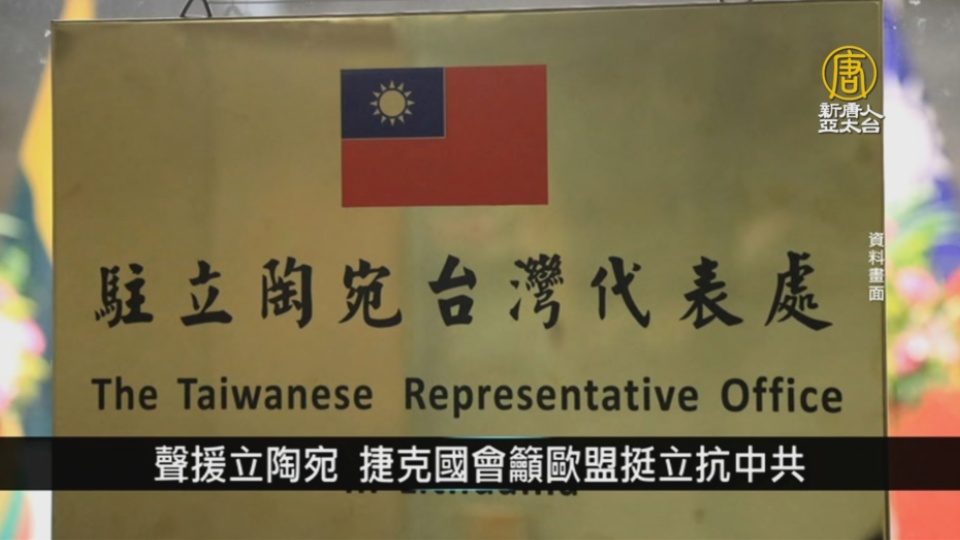 唐
新唐人
亞太台
資料畫面
駐立陶宛台灣代表處
The Taiwanese Representative Office
聲援立陶宛 捷克國會籲歐盟挺立抗中共